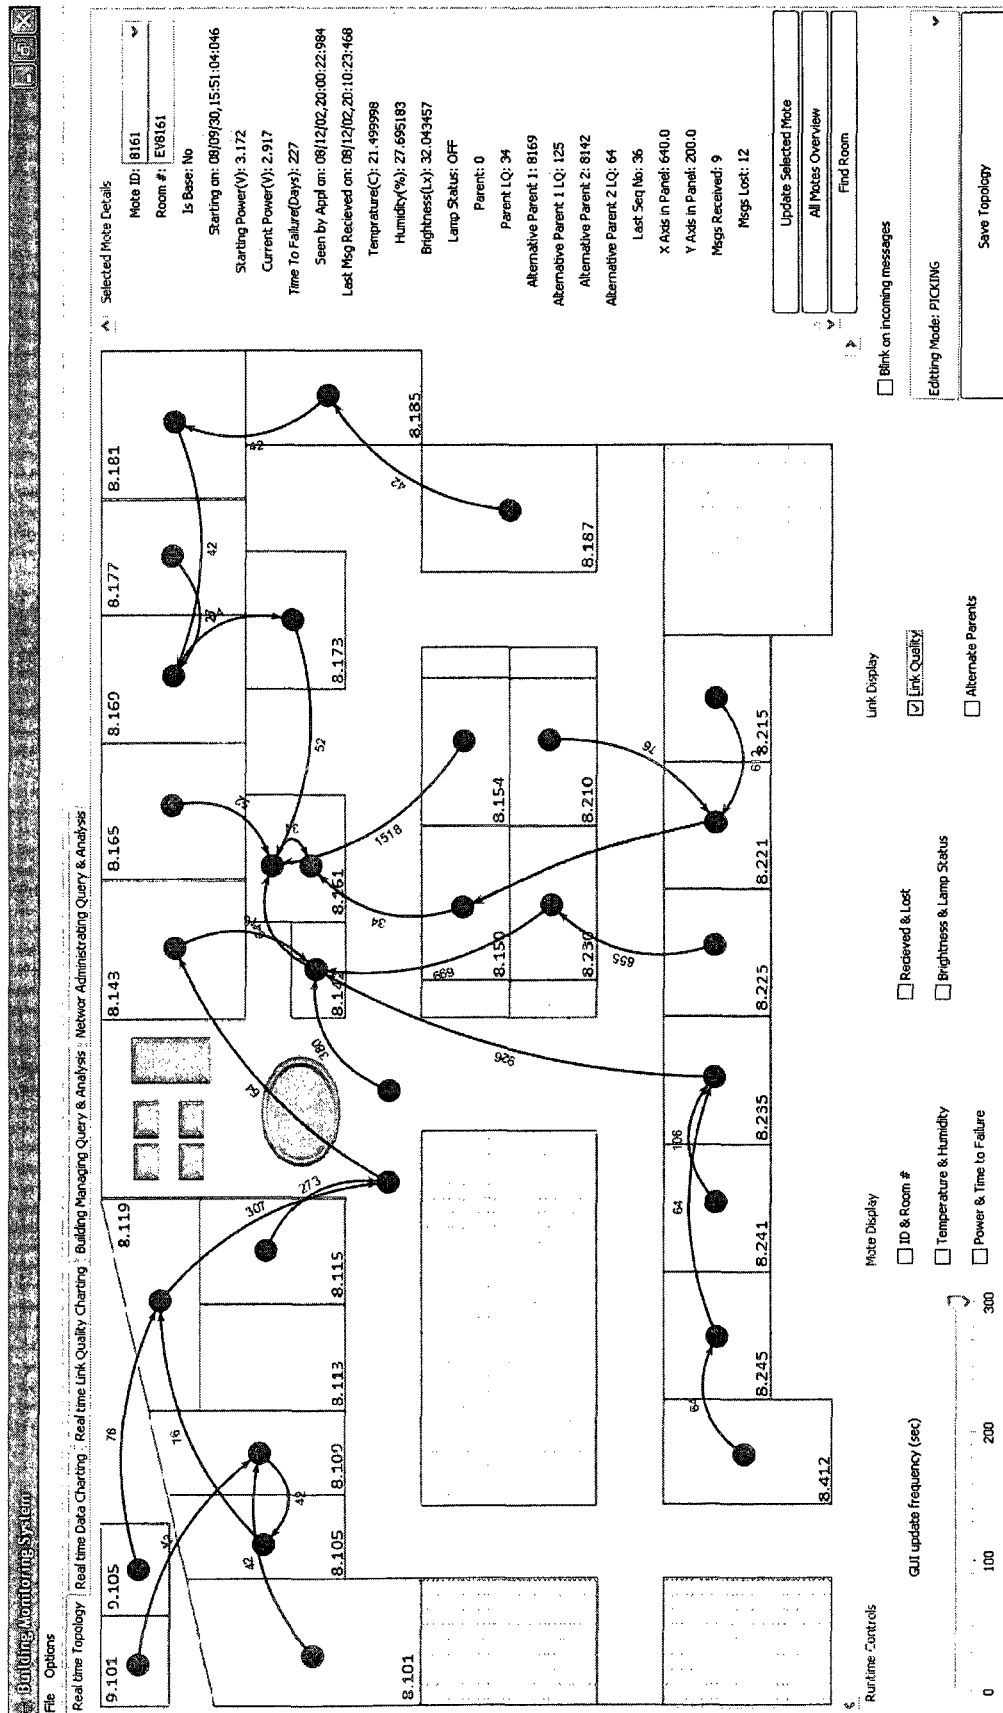 Building Monitoring System
File Options
Real time Topology Real time Data Charting Real time Link Quality Charting Building Managing Query & Analysis Networ Administrating Query & Analysis
9.101
9.105
8.119
8.143
8.165
8.169
8.177
8.181
8.101
8.105
8.109
8.113
8.115
8.161
8.173
8.185
8.150
8.154
8.187
8.230
8.210
8.412
8.245
8.241
8.235
8.225
8.221
8.215
76
76
42
42
307
273
64
380
926
699
655
34
1518
52
42
42
76
64
106
64
Selected Mote Details
Mote ID: 8161
Room #: EV8161
Is Base: No
Starting on: 08/09/30,15:51:04:046
Starting Power(V): 3.172
Current Power(V): 2.917
Time To Failure(Days): 227
Seen by Appl on: 08/12/02,20:00:22:984
Last Msg Recieved on: 08/12/02,20:10:23:468
Temprature(C): 21.499998
Humidity(%): 27.695183
Brightness(Lx): 32.043457
Lamp Status: OFF
Parent: 0
Parent LQ: 34
Alternative Parent 1: 8169
Alternative Parent 1 LQ: 125
Alternative Parent 2: 8142
Alternative Parent 2 LQ: 64
Last Seq No: 36
X Axis in Panel: 640.0
Y Axis in Panel: 200.0
Msgs Received: 9
Msgs Lost: 12
Update Selected Mote
All Motes Overview
Find Room
Runtime Controls
GUI update frequency (sec)
0 100 200 300
Mote Display
ID & Room #
Temperature & Humidity
Power & Time to Failure
Recieved & Lost
Brightness & Lamp Status
Link Display
Link Quality
Alternate Parents
Blink on incoming messages
Editting Mode: PICKING
Save Topology